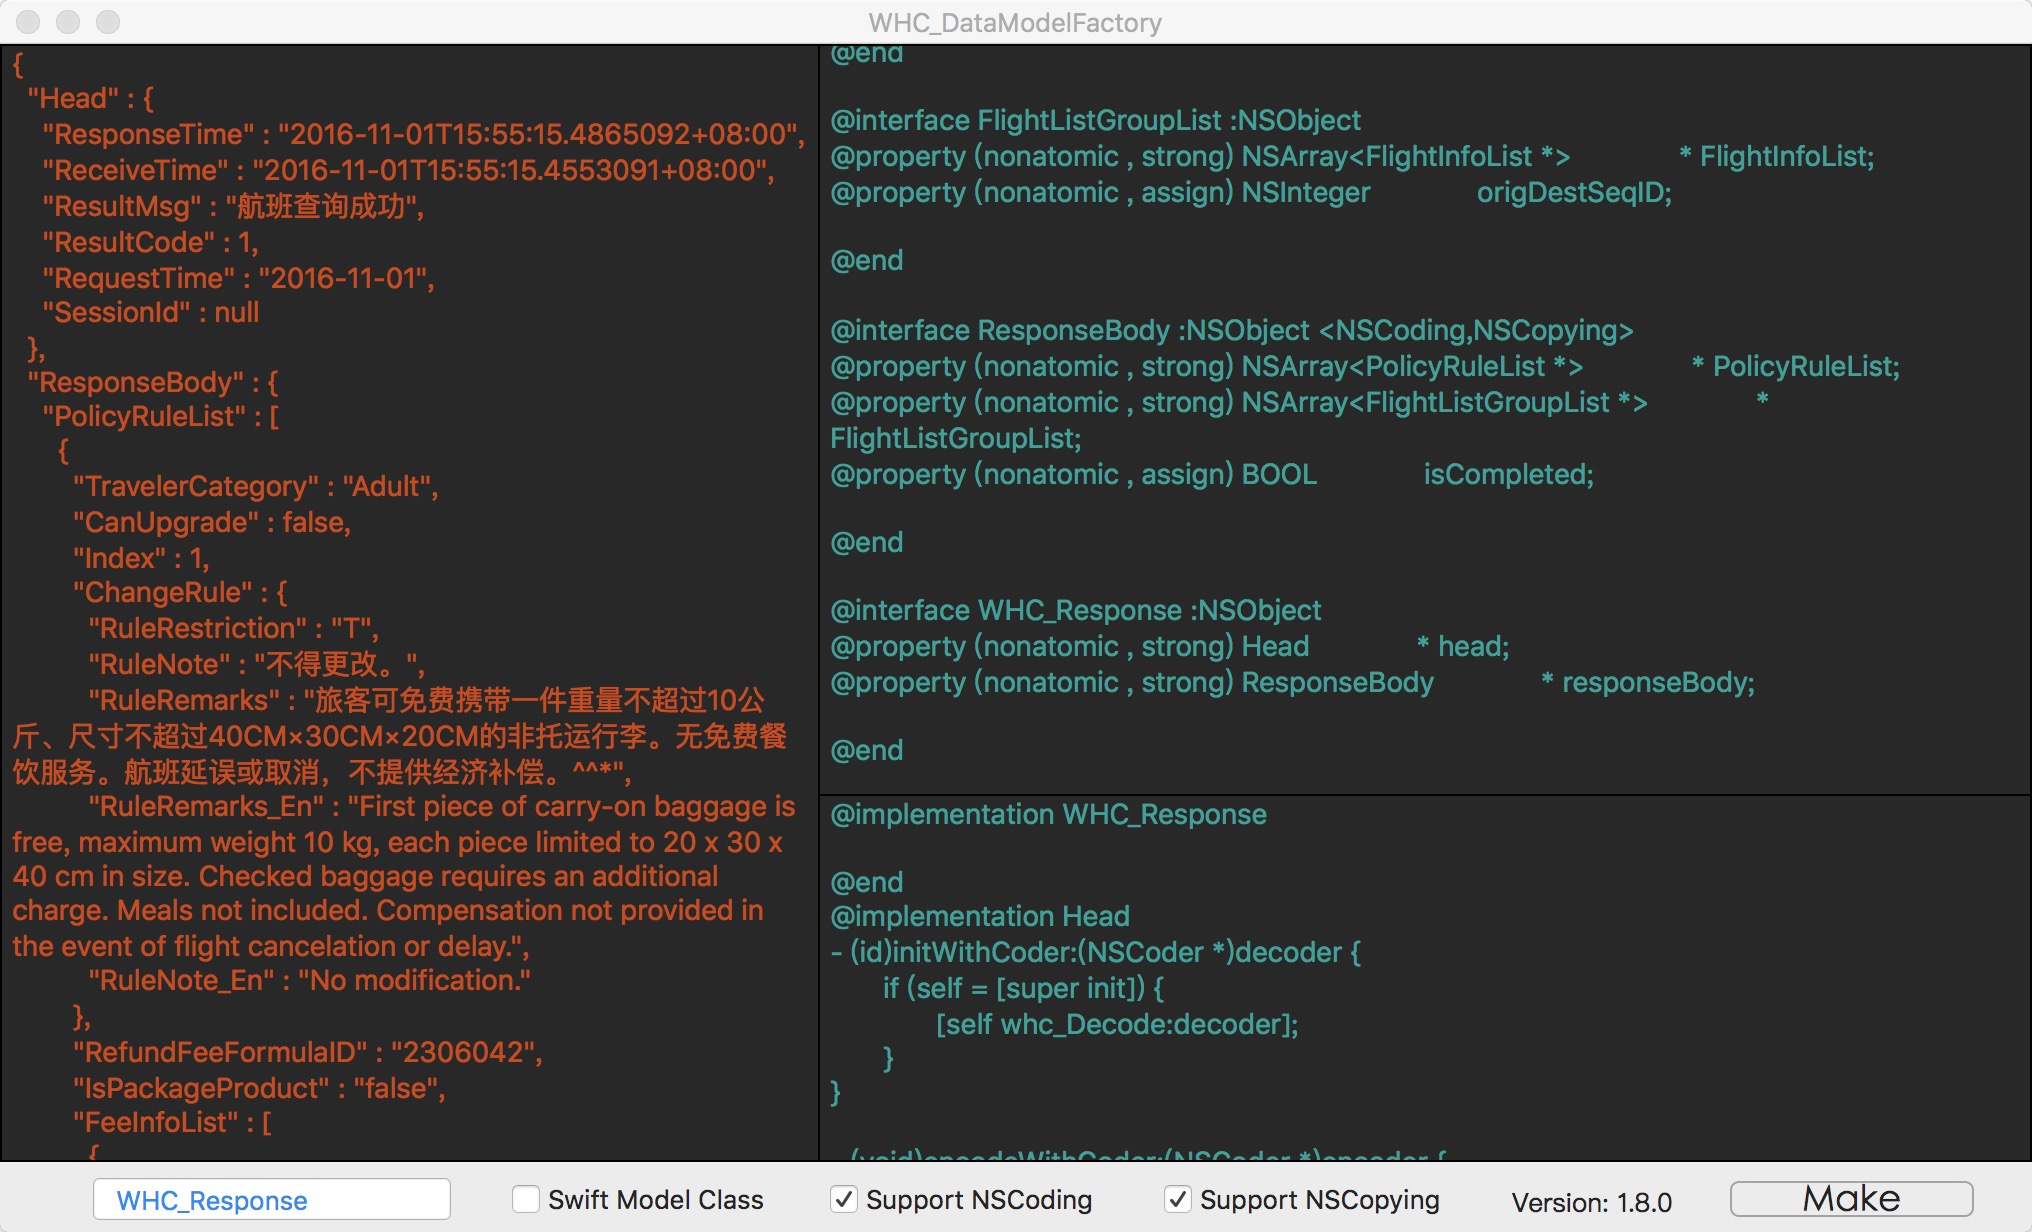 WHC_DataModelFactory
{
"Head" : {
"ResponseTime" : "2016-11-01T15:55:15.4865092+08:00",
"ReceiveTime" : "2016-11-01T15:55:15.4553091+08:00",
"ResultMsg" : "航班查询成功",
"ResultCode" : 1,
"RequestTime" : "2016-11-01",
"SessionId" : null
},
"ResponseBody" : {
"PolicyRuleList" : [
{
"TravelerCategory" : "Adult",
"CanUpgrade" : false,
"Index" : 1,
"ChangeRule" : {
"RuleRestriction" : "T",
"RuleNote" : "不得更改。",
"RuleRemarks" : "旅客可免费携带一件重量不超过10公
斤、尺寸不超过40CM×30CM×20CM的非托运行李。无免费餐
饮服务。航班延误或取消，不提供经济补偿。^^*",
"RuleRemarks_En" : "First piece of carry-on baggage is
free, maximum weight 10 kg, each piece limited to 20 x 30 x
40 cm in size. Checked baggage requires an additional
charge. Meals not included. Compensation not provided in
the event of flight cancelation or delay.",
"RuleNote_En" : "No modification."
},
"RefundFeeFormulaID" : "2306042",
"IsPackageProduct" : "false",
"FeeInfoList" : [
{
@end
@interface FlightListGroupList :NSObject
@property (nonatomic , strong) NSArray<FlightInfoList *> * FlightInfoList;
@property (nonatomic , assign) NSInteger origDestSeqID;
@end
@interface ResponseBody :NSObject <NSCoding,NSCopying>
@property (nonatomic , strong) NSArray<PolicyRuleList *> * PolicyRuleList;
@property (nonatomic , strong) NSArray<FlightListGroupList *> *
FlightListGroupList;
@property (nonatomic , assign) BOOL isCompleted;
@end
@interface WHC_Response :NSObject
@property (nonatomic , strong) Head * head;
@property (nonatomic , strong) ResponseBody * responseBody;
@end
@implementation WHC_Response
@end
@implementation Head
- (id)initWithCoder:(NSCoder *)decoder {
if (self = [super init]) {
[self whc_Decode:decoder];
}
}
- (void)encodeWithCoder:(NSCoder *)encoder {
WHC_Response
Swift Model Class
Support NSCoding
Support NSCopying
Version: 1.8.0
Make